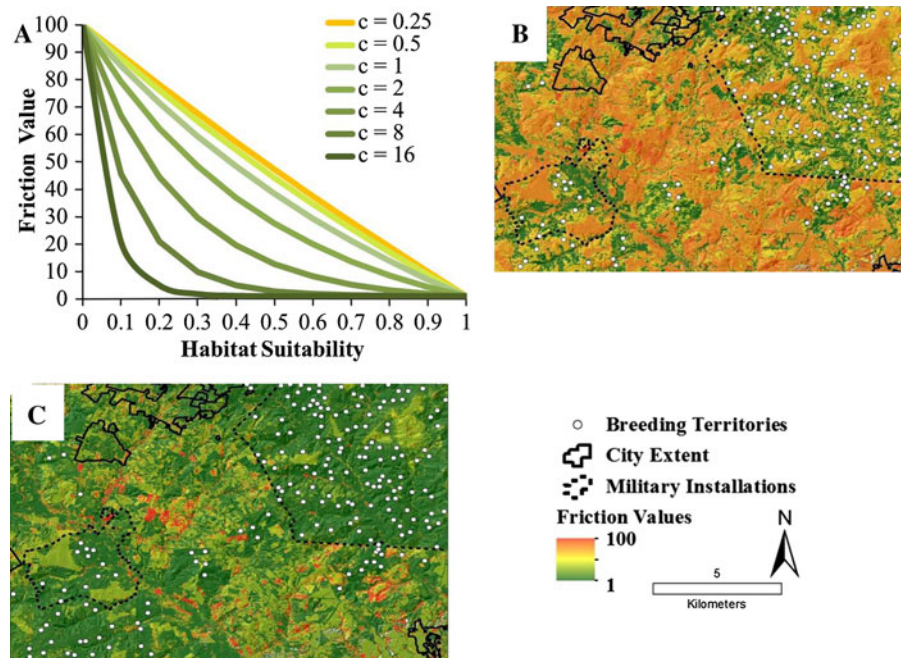 A
100
90
80
70
60
50
40
30
20
10
0
Friction Value
0 0.1 0.2 0.3 0.4 0.5 0.6 0.7 0.8 0.9 1
Habitat Suitability
c = 0.25
c = 0.5
c = 1
c = 2
c = 4
c = 8
c = 16
B
C
Breeding Territories
City Extent
Military Installations
Friction Values
100
1
N
5
Kilometers